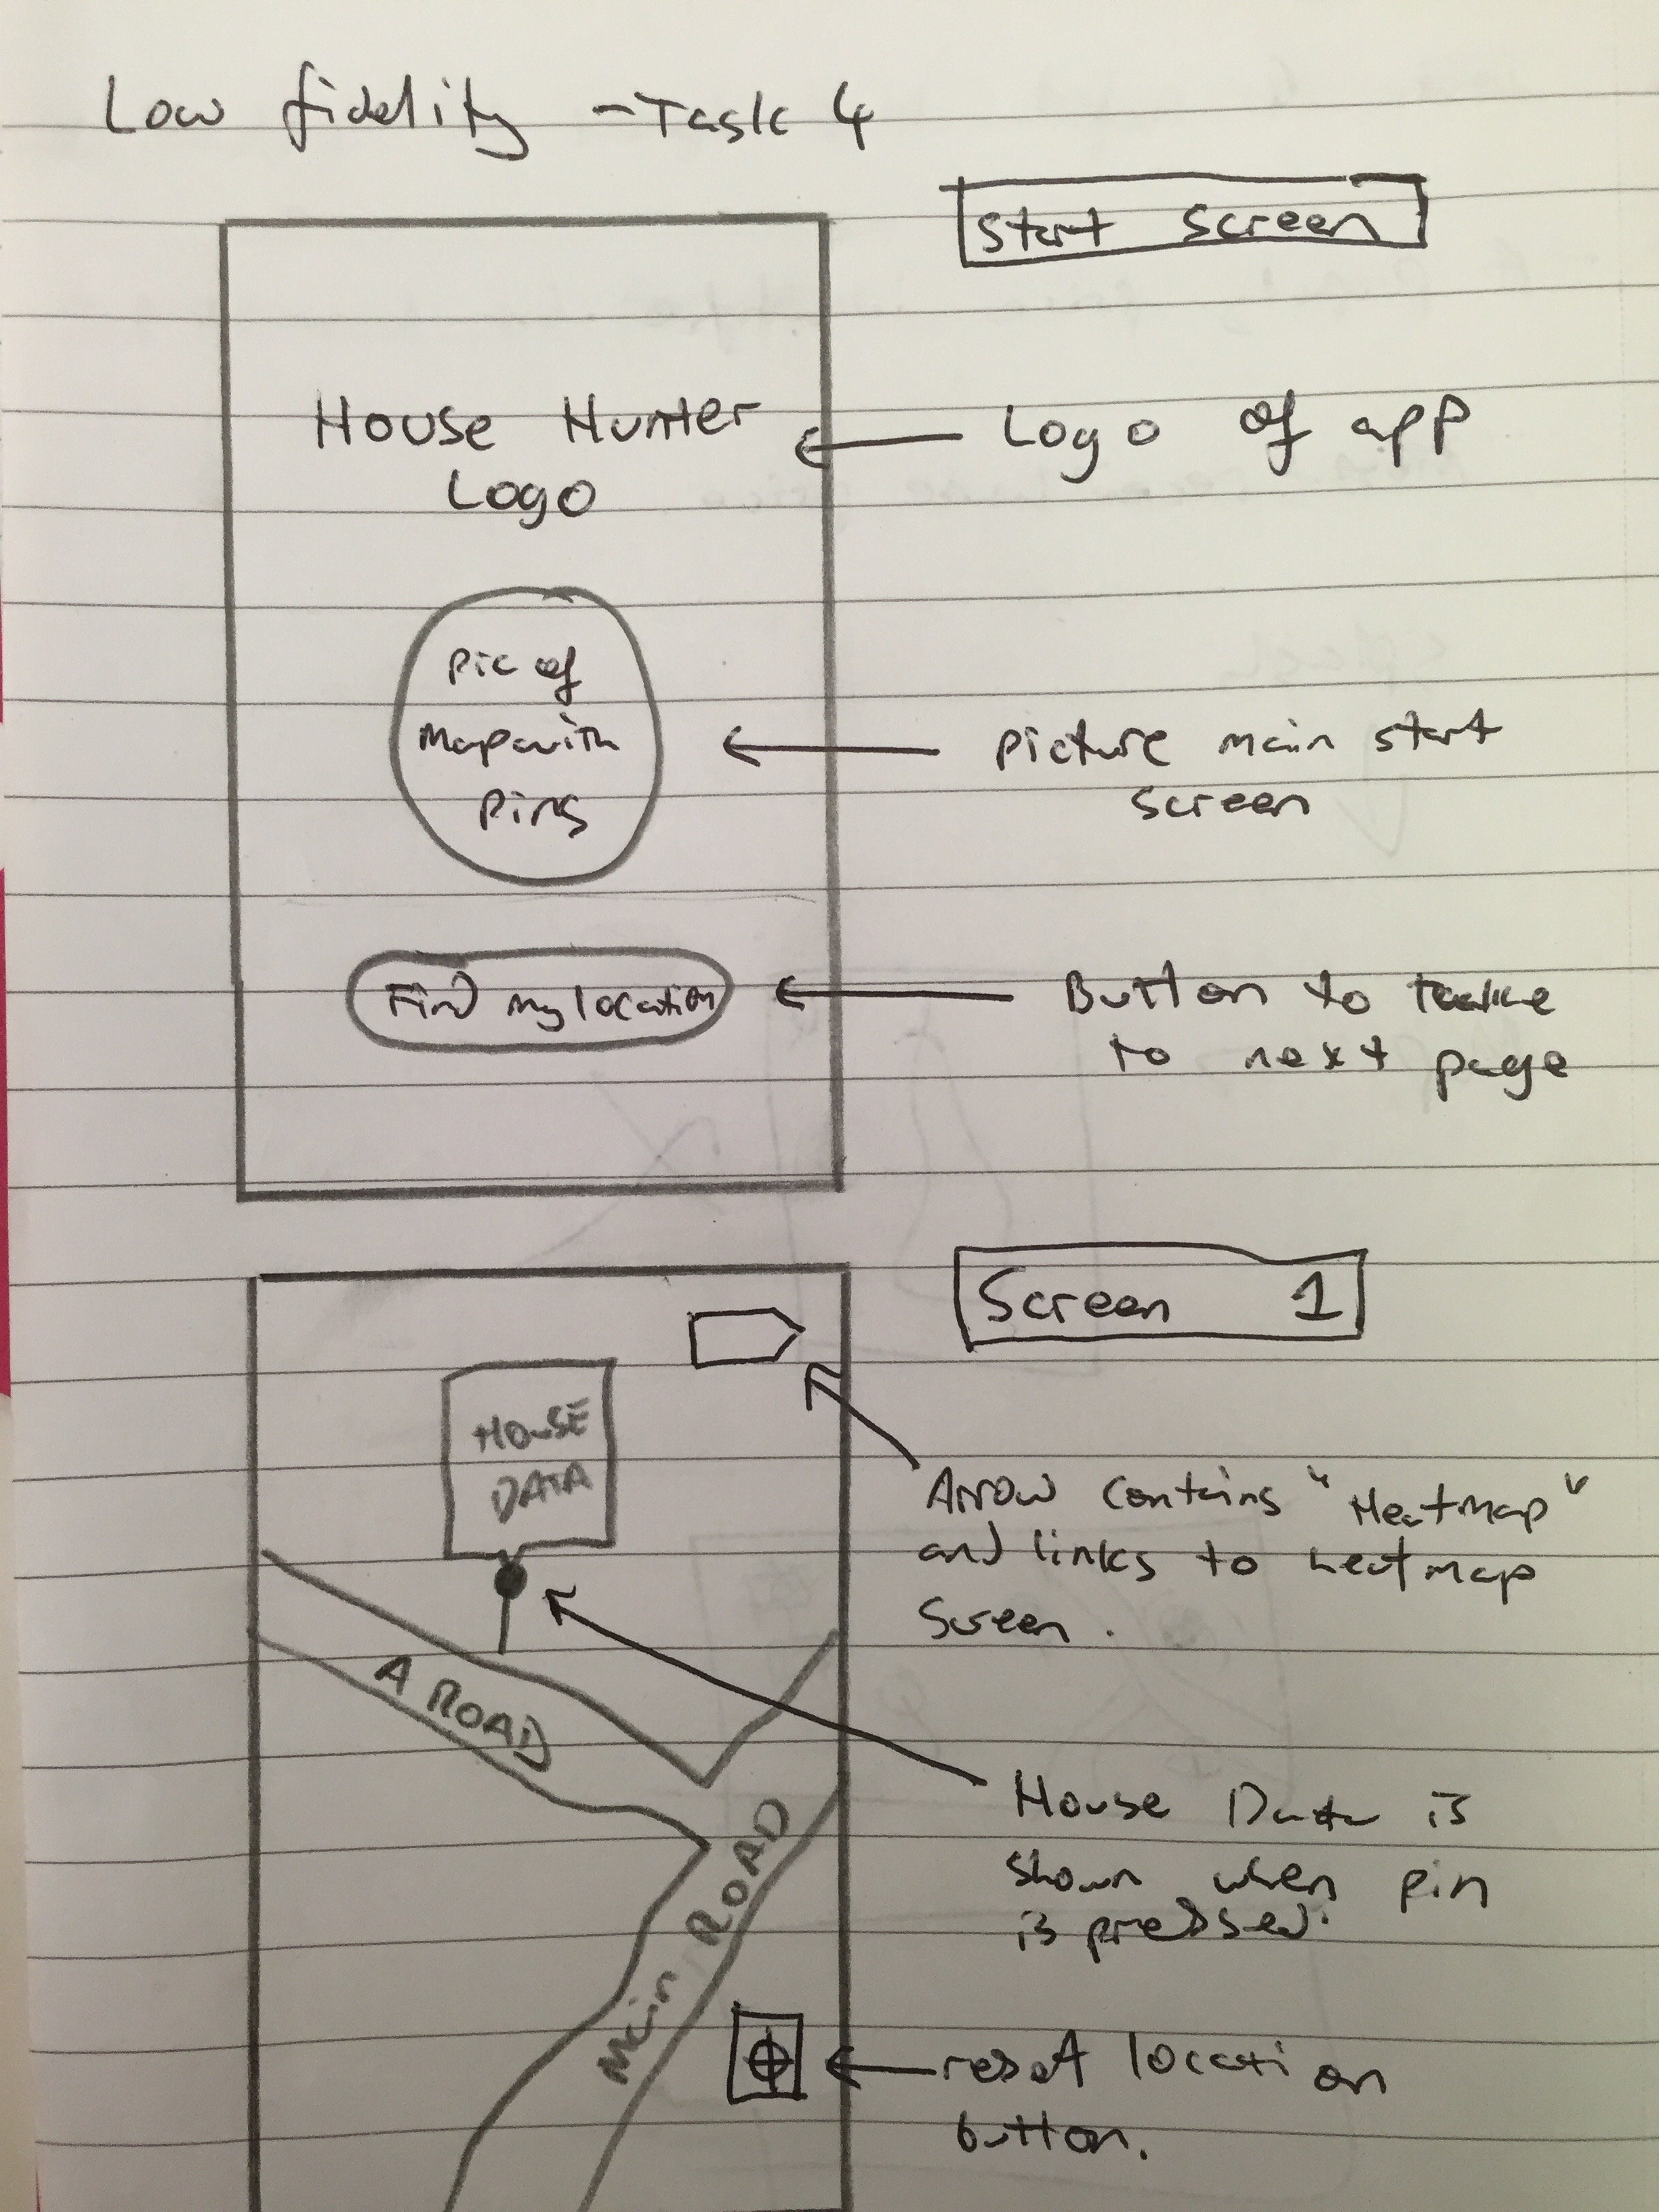 Low fidelity - Task 4
Start Screen
House Hunter
Logo
Logo of app
Pic of
Map with
Pins
Picture main start
screen
Find my location
Button to take
to next page
Screen 1
HOUSE
DATA
Arrow contains "Heatmap"
and links to heatmap
Screen.
A ROAD
House Data is
shown when pin
is pressed.
Main ROAD
reset location
button.